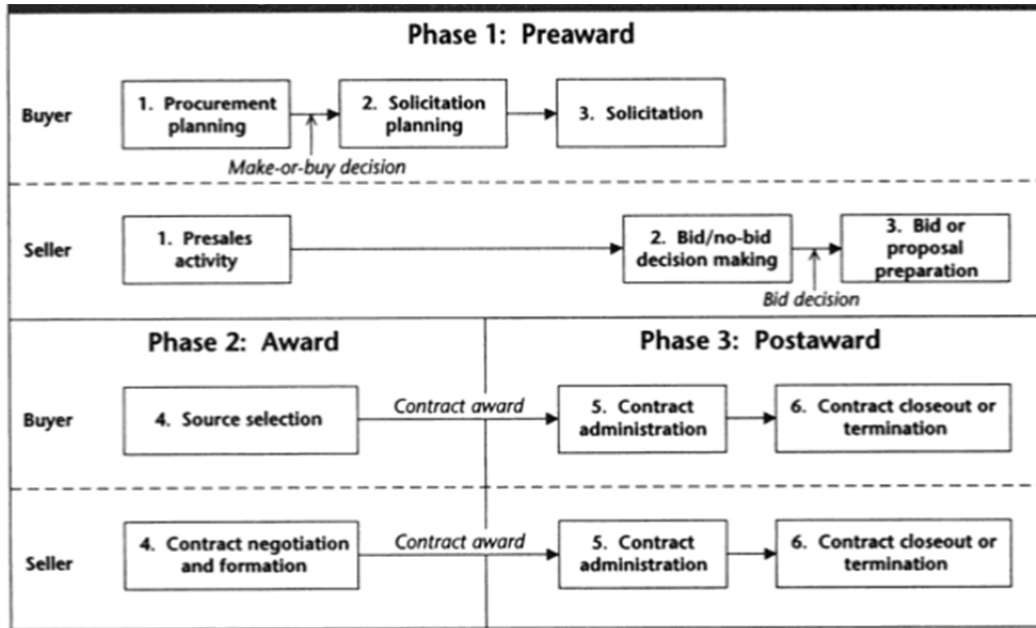 Phase 1: Preaward
Buyer
1. Procurement
planning
2. Solicitation
planning
3. Solicitation
Make-or-buy decision
Seller
1. Presales
activity
2. Bid/no-bid
decision making
3. Bid or
proposal
preparation
Bid decision
Phase 2: Award
Phase 3: Postaward
Buyer
4. Source selection
Contract award
5. Contract
administration
6. Contract closeout or
termination
Seller
4. Contract negotiation
and formation
Contract award
5. Contract
administration
6. Contract closeout or
termination